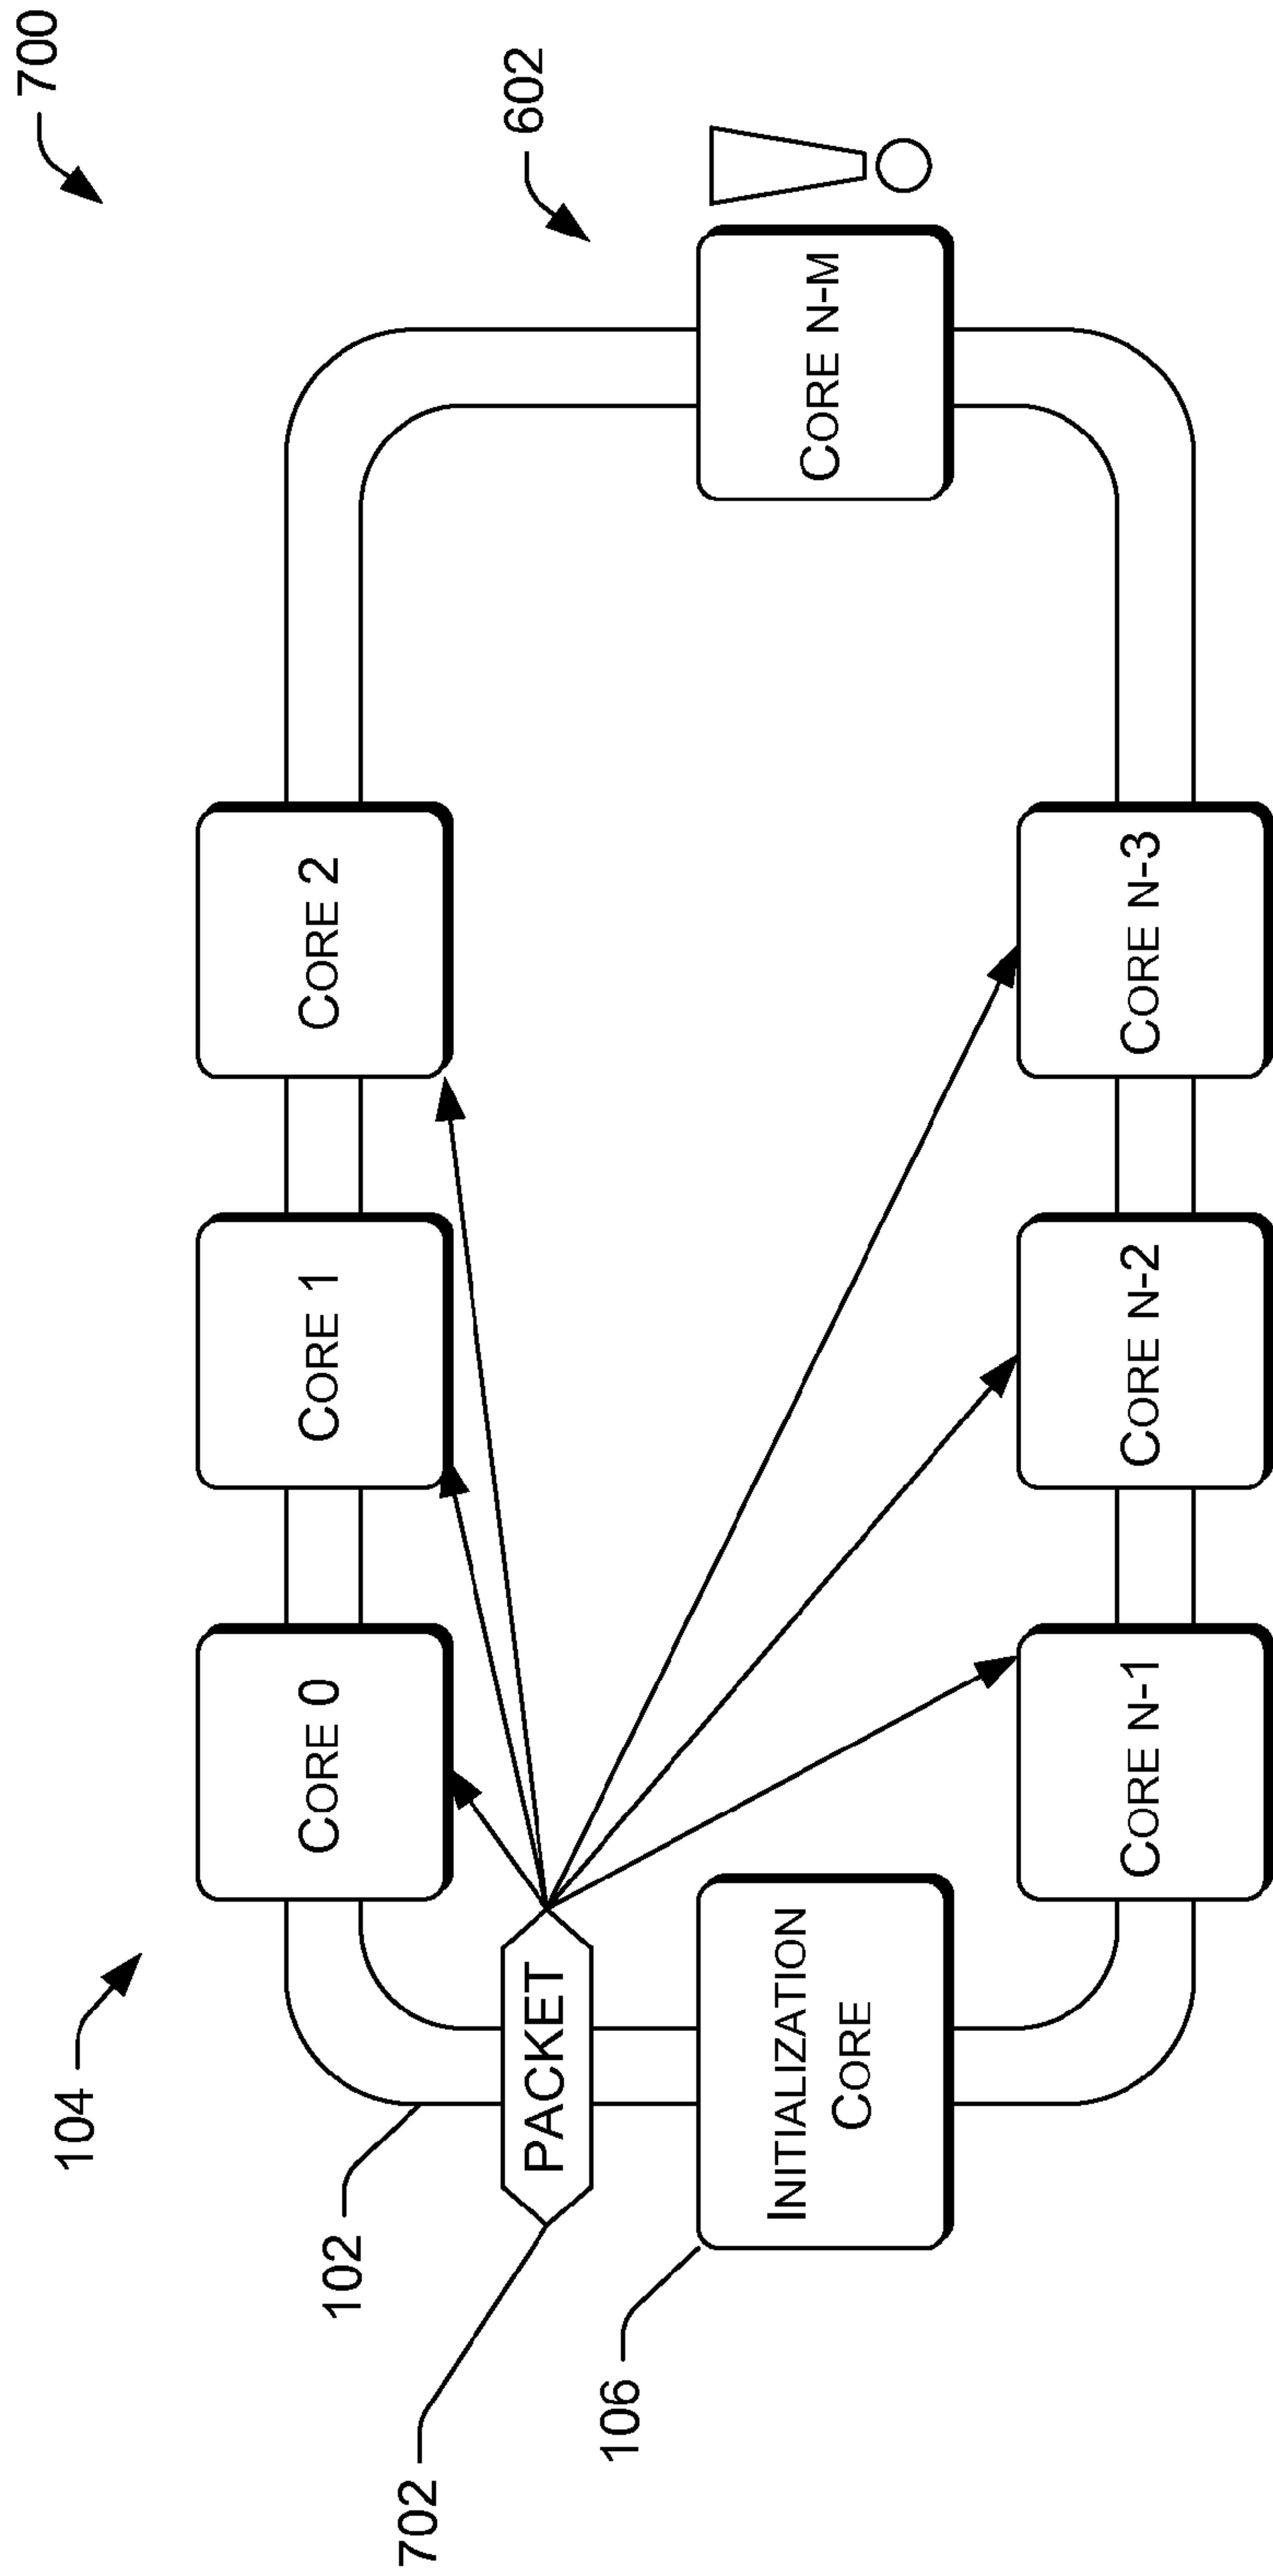 700
104
602
CORE 0
CORE 1
CORE 2
102
702
PACKET
106
INITIALIZATION
CORE
CORE N-M
CORE N-1
CORE N-2
CORE N-3